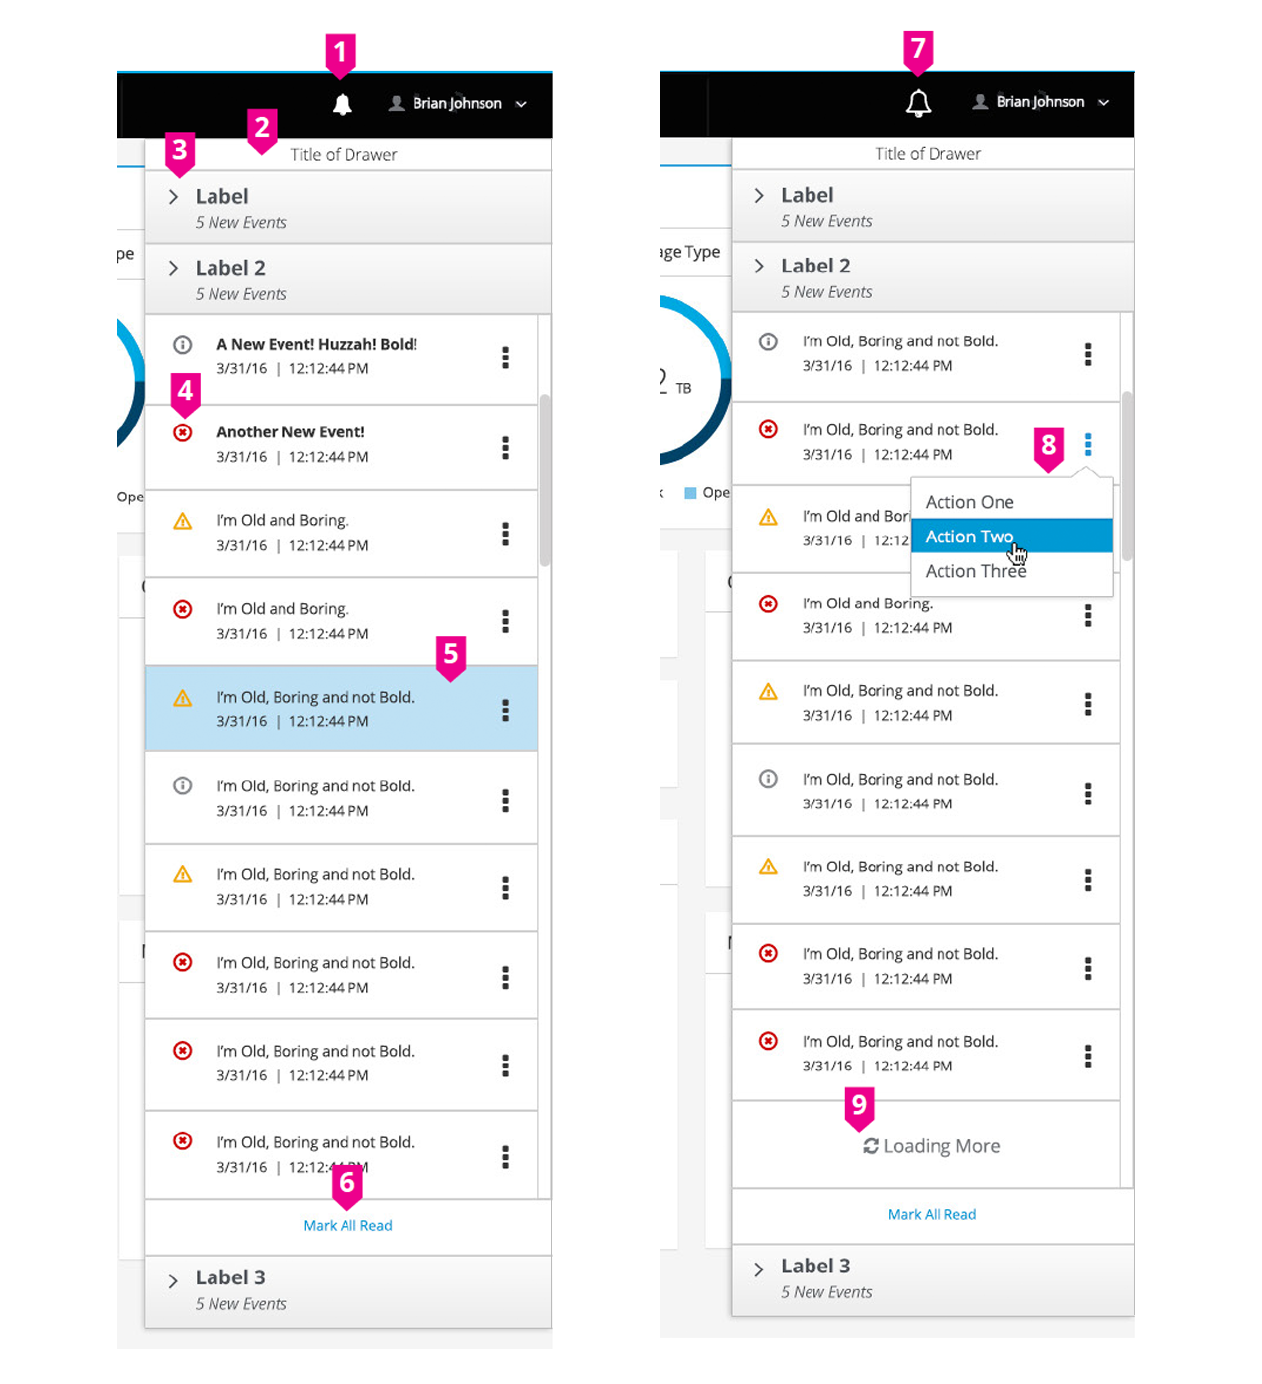 1
Brian Johnson
2
Title of Drawer
3
Label
5 New Events
pe
Label 2
5 New Events
A New Event! Huzzah! Bold!
3/31/16 | 12:12:44 PM
4
Another New Event!
3/31/16 | 12:12:44 PM
Ope
I'm Old and Boring.
3/31/16 | 12:12:44 PM
I'm Old and Boring.
3/31/16 | 12:12:44 PM
5
I'm Old, Boring and not Bold.
3/31/16 | 12:12:44 PM
I'm Old, Boring and not Bold.
3/31/16 | 12:12:44 PM
I'm Old, Boring and not Bold.
3/31/16 | 12:12:44 PM
I'm Old, Boring and not Bold.
3/31/16 | 12:12:44 PM
I'm Old, Boring and not Bold.
3/31/16 | 12:12:44 PM
I'm Old, Boring and not Bold.
3/31/16 | 12:12:44 PM
6
Mark All Read
Label 3
5 New Events
7
Brian Johnson
Title of Drawer
Label
5 New Events
age Type
Label 2
5 New Events
I'm Old, Boring and not Bold.
3/31/16 | 12:12:44 PM
2 TB
I'm Old, Boring and not Bold.
3/31/16 | 12:12:44 PM
8
k Ope
Action One
I'm Old and Bori
3/31/16 | 12:12
Action Two
Action Three
I'm Old and Boring.
3/31/16 | 12:12:44 PM
I'm Old, Boring and not Bold.
3/31/16 | 12:12:44 PM
I'm Old, Boring and not Bold.
3/31/16 | 12:12:44 PM
I'm Old, Boring and not Bold.
3/31/16 | 12:12:44 PM
I'm Old, Boring and not Bold.
3/31/16 | 12:12:44 PM
I'm Old, Boring and not Bold.
3/31/16 | 12:12:44 PM
9
Loading More
Mark All Read
Label 3
5 New Events